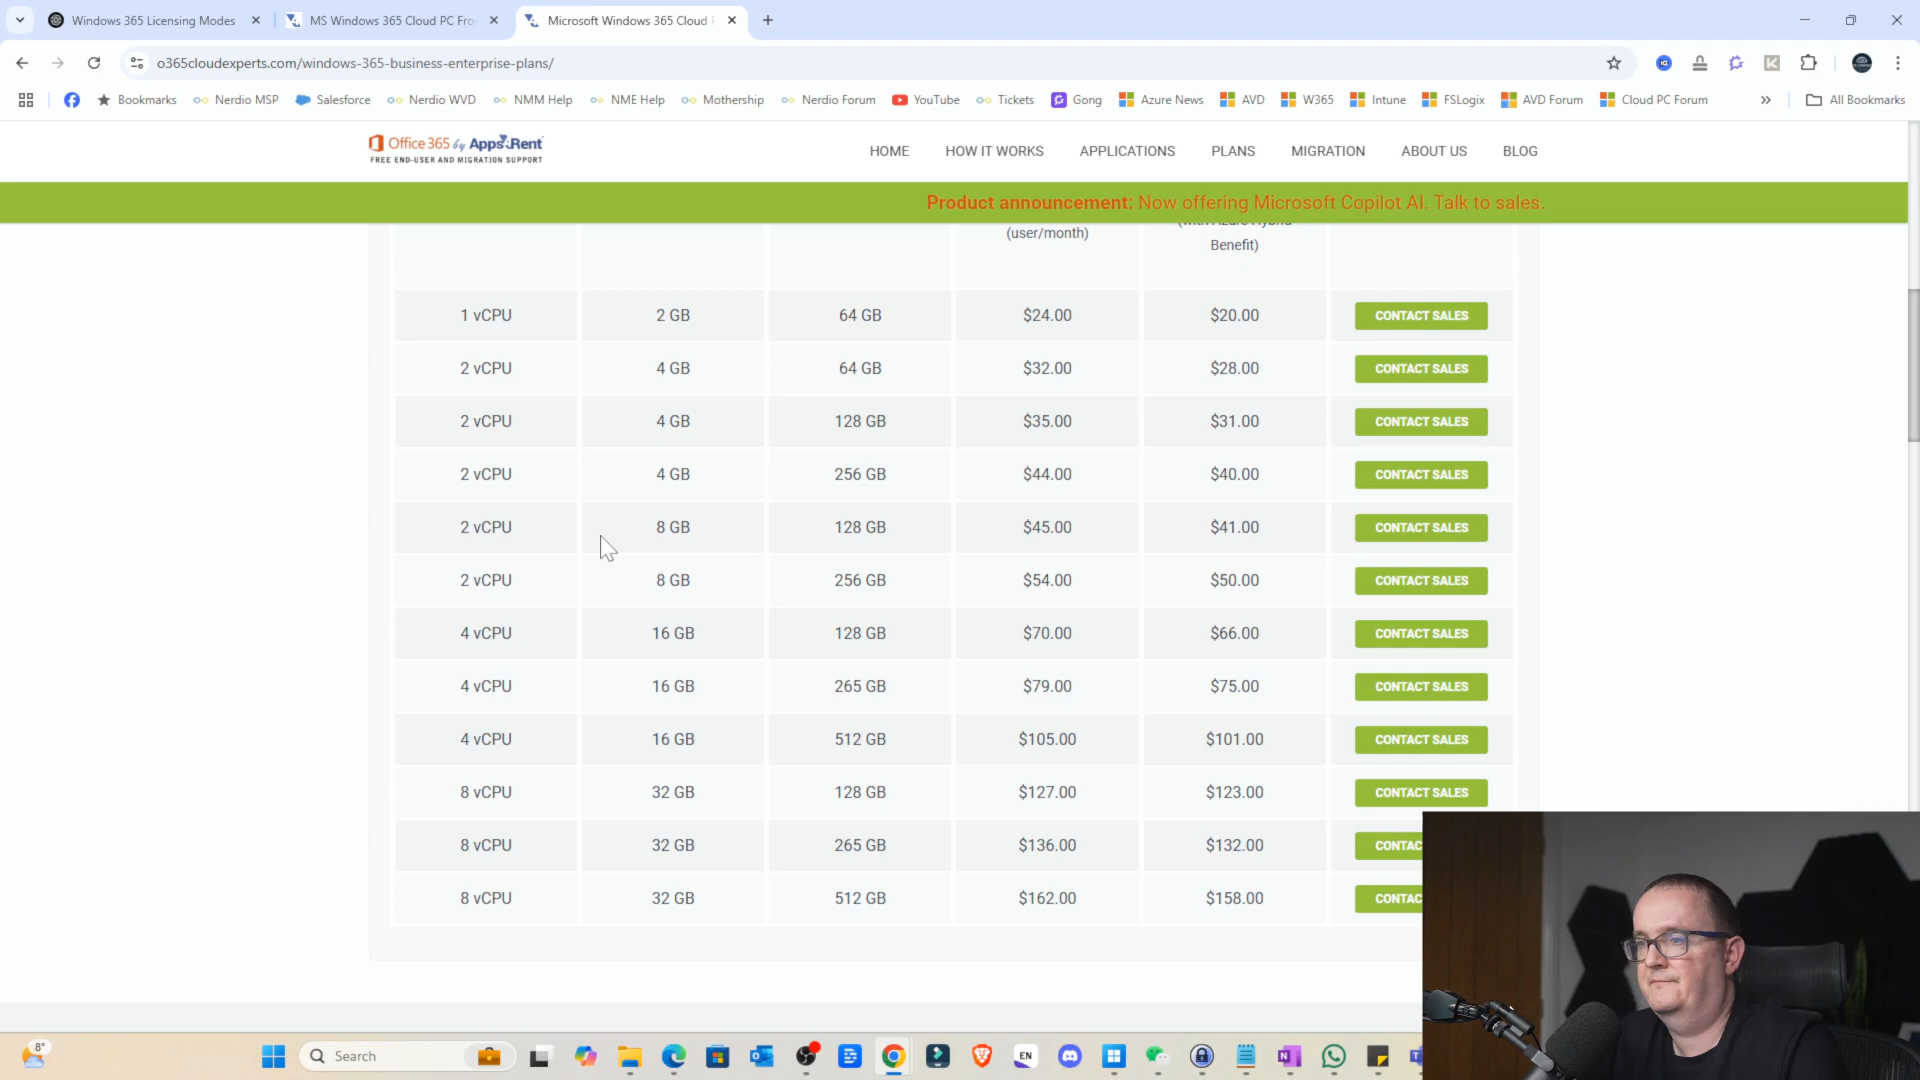 Windows 365 Licensing Modes
MS Windows 365 Cloud PC Fro
Microsoft Windows 365 Cloud
o365cloudexperts.com/windows-365-business-enterprise-plans/
Bookmarks
Nerdio MSP
Salesforce
Nerdio WVD
NMM Help
NME Help
Mothership
Nerdio Forum
YouTube
Tickets
Gong
Azure News
AVD
W365
Intune
FSLogix
AVD Forum
Cloud PC Forum
All Bookmarks
Office 365 by Apps4Rent
FREE END-USER AND MIGRATION SUPPORT
HOME HOW IT WORKS APPLICATIONS PLANS MIGRATION ABOUT US BLOG
Product announcement: Now offering Microsoft Copilot AI. Talk to sales.
(user/month)
(with Azure Hybrid
Benefit)
1 vCPU 2 GB 64 GB $24.00 $20.00 CONTACT SALES
2 vCPU 4 GB 64 GB $32.00 $28.00 CONTACT SALES
2 vCPU 4 GB 128 GB $35.00 $31.00 CONTACT SALES
2 vCPU 4 GB 256 GB $44.00 $40.00 CONTACT SALES
2 vCPU 8 GB 128 GB $45.00 $41.00 CONTACT SALES
2 vCPU 8 GB 256 GB $54.00 $50.00 CONTACT SALES
4 vCPU 16 GB 128 GB $70.00 $66.00 CONTACT SALES
4 vCPU 16 GB 265 GB $79.00 $75.00 CONTACT SALES
4 vCPU 16 GB 512 GB $105.00 $101.00 CONTACT SALES
8 vCPU 32 GB 128 GB $127.00 $123.00 CONTACT SALES
8 vCPU 32 GB 265 GB $136.00 $132.00 CONTAC
8 vCPU 32 GB 512 GB $162.00 $158.00 CONTAC
8°
Search
EN